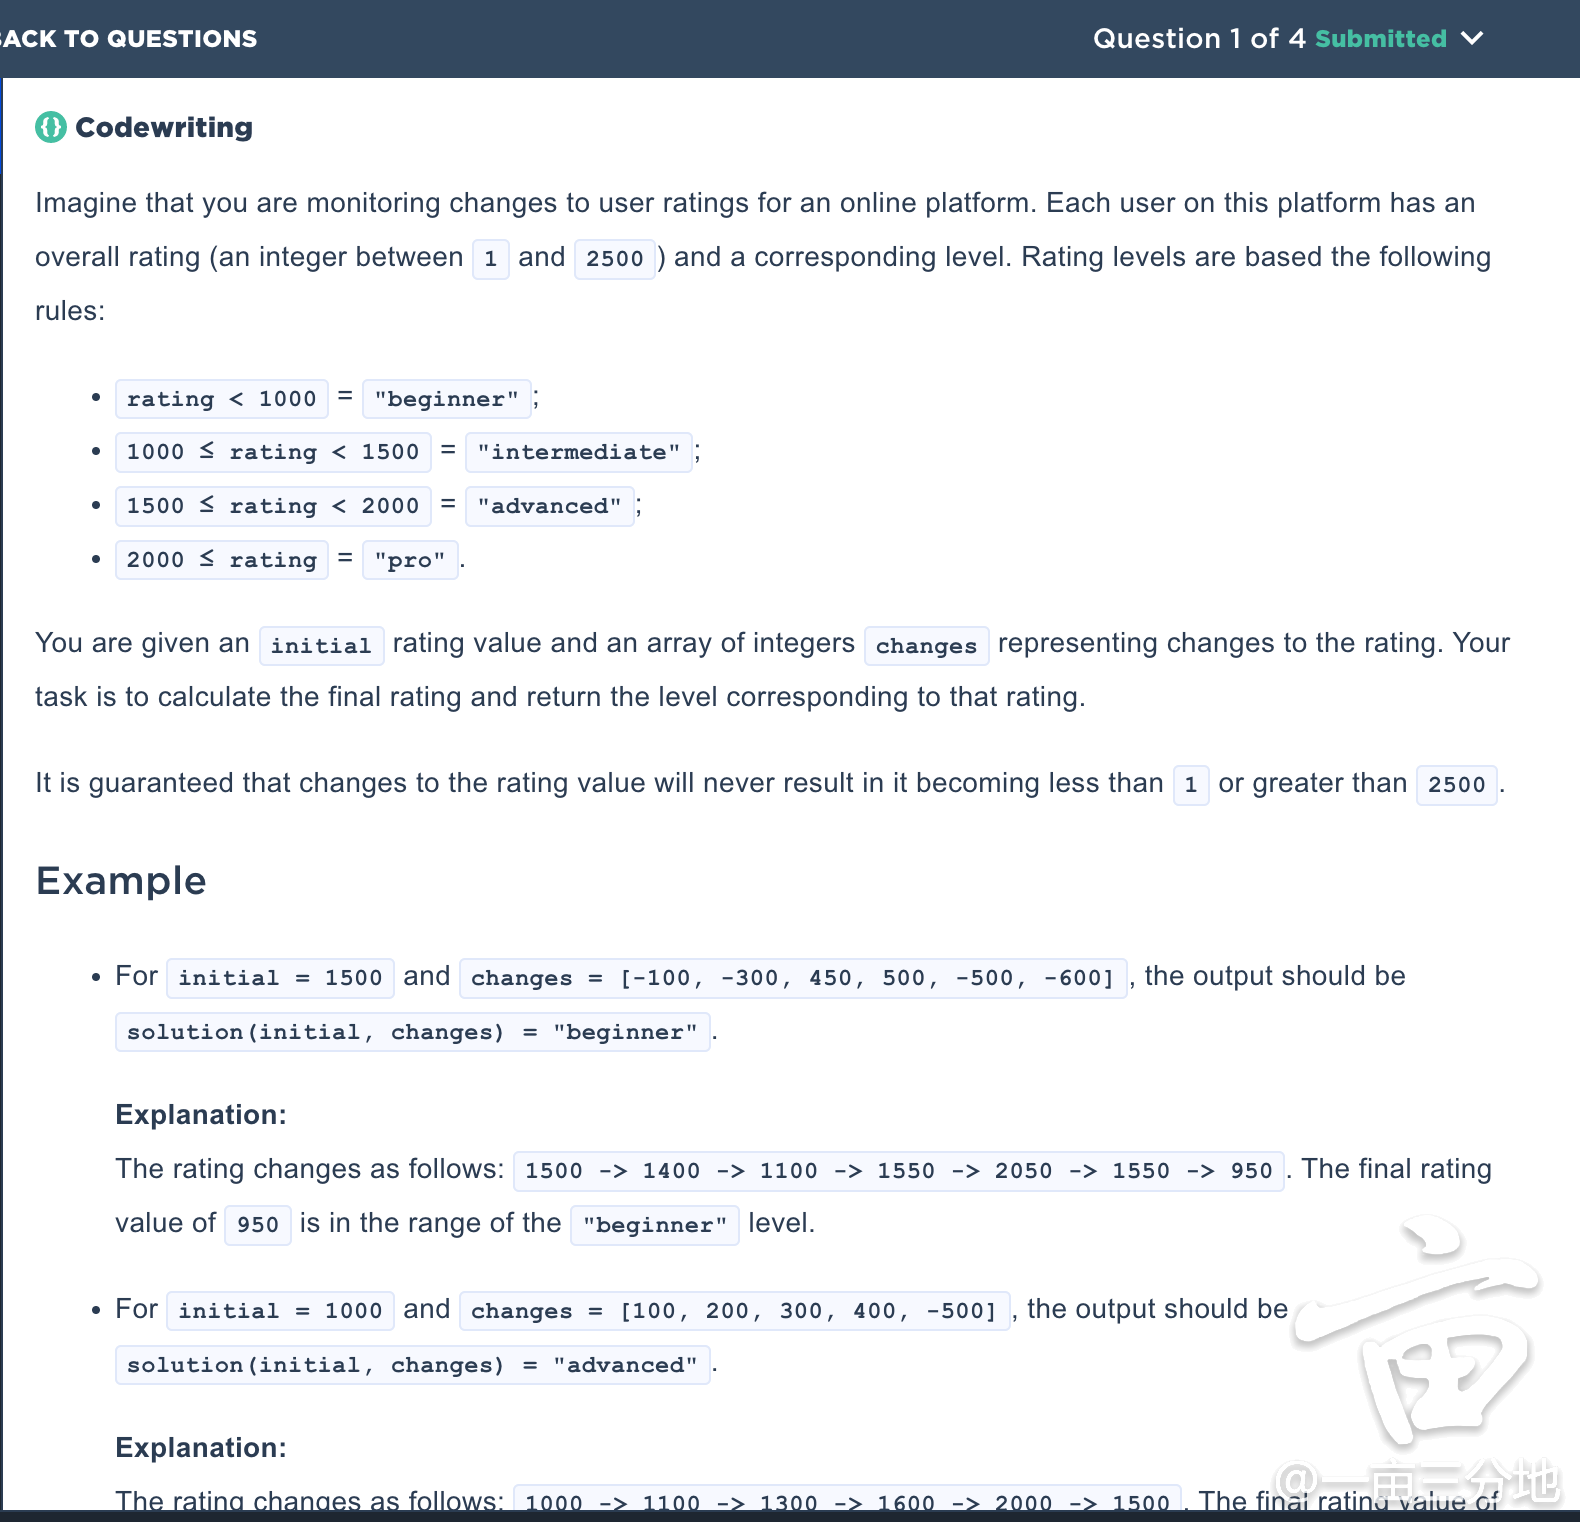 BACK TO QUESTIONS
Question 1 of 4 Submitted
{} Codewriting
Imagine that you are monitoring changes to user ratings for an online platform. Each user on this platform has an
overall rating (an integer between 1 and 2500) and a corresponding level. Rating levels are based the following
rules:
• rating < 1000 = "beginner";
• 1000 ≤ rating < 1500 = "intermediate";
• 1500 ≤ rating < 2000 = "advanced";
• 2000 ≤ rating = "pro".
You are given an initial rating value and an array of integers changes representing changes to the rating. Your
task is to calculate the final rating and return the level corresponding to that rating.
It is guaranteed that changes to the rating value will never result in it becoming less than 1 or greater than 2500.
Example
• For initial = 1500 and changes = [-100, -300, 450, 500, -500, -600], the output should be
solution(initial, changes) = "beginner".
Explanation:
The rating changes as follows: 1500 -> 1400 -> 1100 -> 1550 -> 2050 -> 1550 -> 950. The final rating
value of 950 is in the range of the "beginner" level.
• For initial = 1000 and changes = [100, 200, 300, 400, -500], the output should be
solution(initial, changes) = "advanced".
Explanation:
The rating changes as follows: 1000 -> 1100 -> 1300 -> 1600 -> 2000 -> 1500. The final rating value of
亩
@一亩三分地